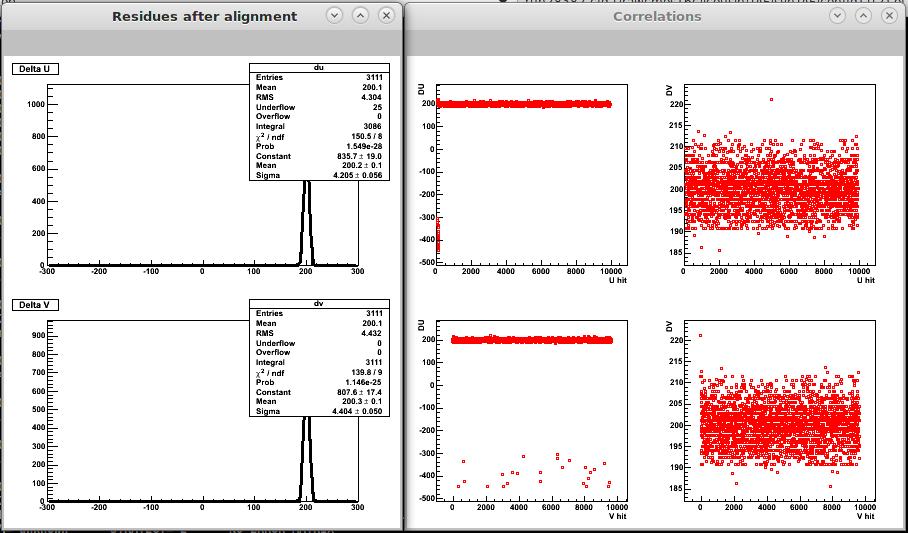 Residues after alignment
Correlations
Delta U
du
Entries 3111
Mean 200.1
RMS 4.304
Underflow 25
Overflow 0
Integral 3086
χ² / ndf 150.5 / 8
Prob 1.549e-28
Constant 835.7 ± 19.0
Mean 200.2 ± 0.1
Sigma 4.205 ± 0.056
1000
800
600
400
200
0
-300 -200 -100 0 100 200 300
Delta V
dv
Entries 3111
Mean 200.1
RMS 4.432
Underflow 0
Overflow 0
Integral 3111
χ² / ndf 139.8 / 9
Prob 1.146e-25
Constant 807.6 ± 17.4
Mean 200.3 ± 0.1
Sigma 4.404 ± 0.050
900
800
700
600
500
400
300
200
100
0
-300 -200 -100 0 100 200 300
DU
200
100
0
-100
-200
-300
-400
-500
0 2000 4000 6000 8000 10000
U hit
DV
220
215
210
205
200
195
190
185
0 2000 4000 6000 8000 10000
U hit
DU
200
100
0
-100
-200
-300
-400
-500
0 2000 4000 6000 8000 10000
V hit
DV
220
215
210
205
200
195
190
185
0 2000 4000 6000 8000 10000
V hit